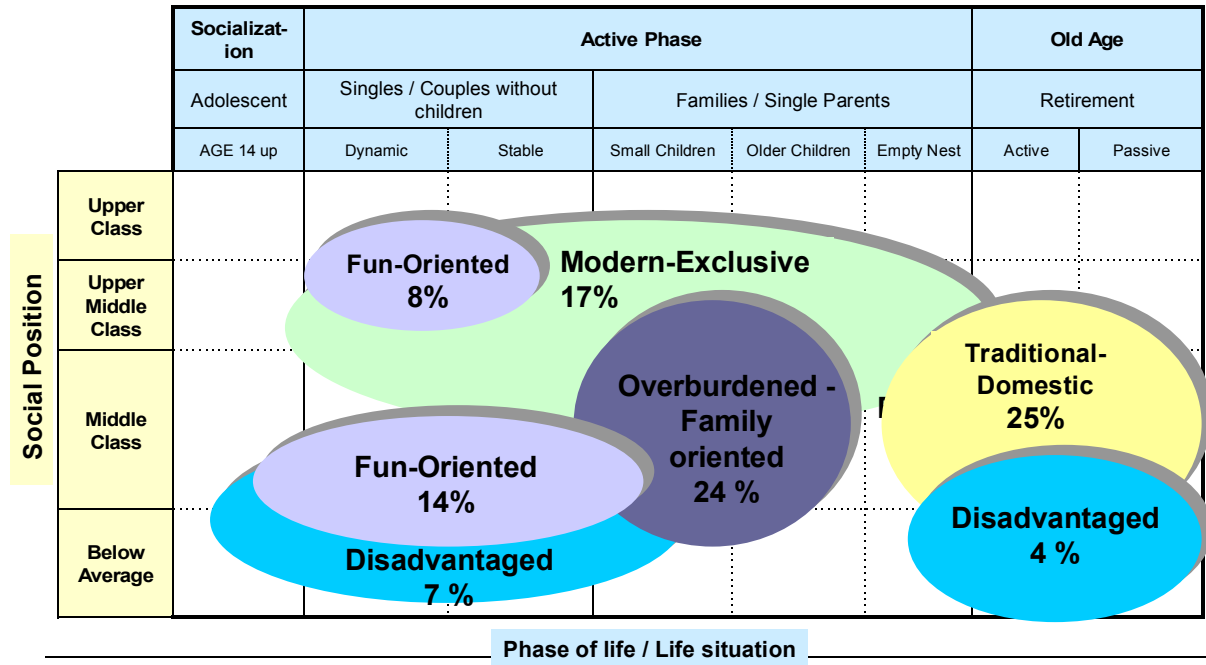 Socializat-
ion
Active Phase
Old Age
Adolescent
Singles / Couples without
children
Families / Single Parents
Retirement
AGE 14 up
Dynamic
Stable
Small Children
Older Children
Empty Nest
Active
Passive
Social Position
Upper
Class
Upper
Middle
Class
Middle
Class
Below
Average
Fun-Oriented
8%
Modern-Exclusive
17%
Overburdened -
Family
oriented
24 %
Traditional-
Domestic
25%
Fun-Oriented
14%
Disadvantaged
7 %
Disadvantaged
4 %
Phase of life / Life situation